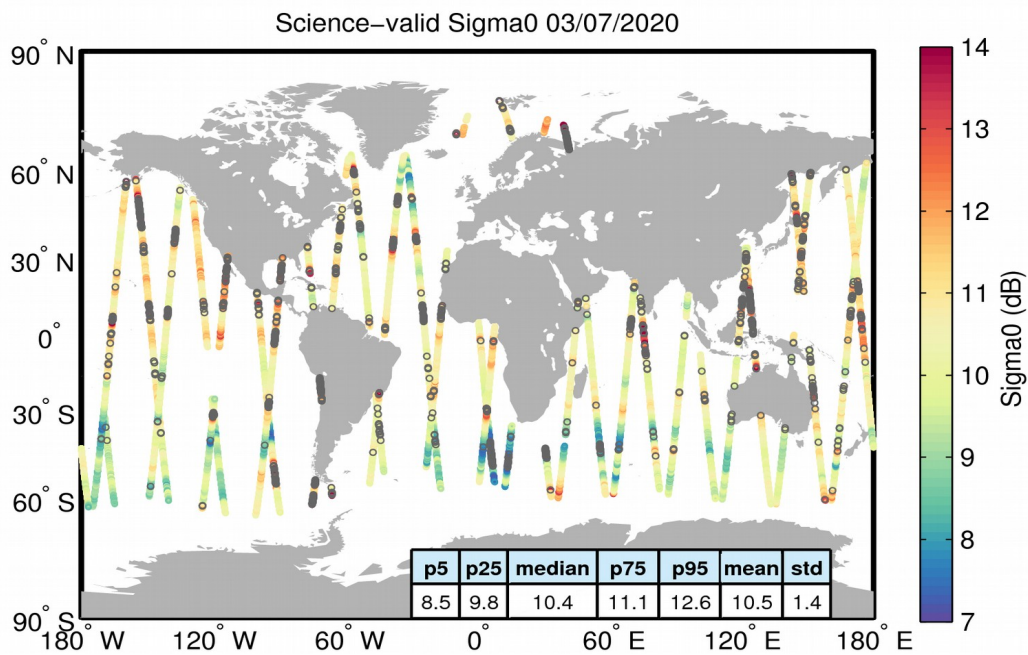 Science−valid Sigma0 03/07/2020
90° N
60° N
30° N
0°
30° S
60° S
90° S
180° W
120° W
60° W
0°
60° E
120° E
180° E
p5 p25 median p75 p95 mean std
8.5 9.8 10.4 11.1 12.6 10.5 1.4
14
13
12
11
10
9
8
7
Sigma0 (dB)